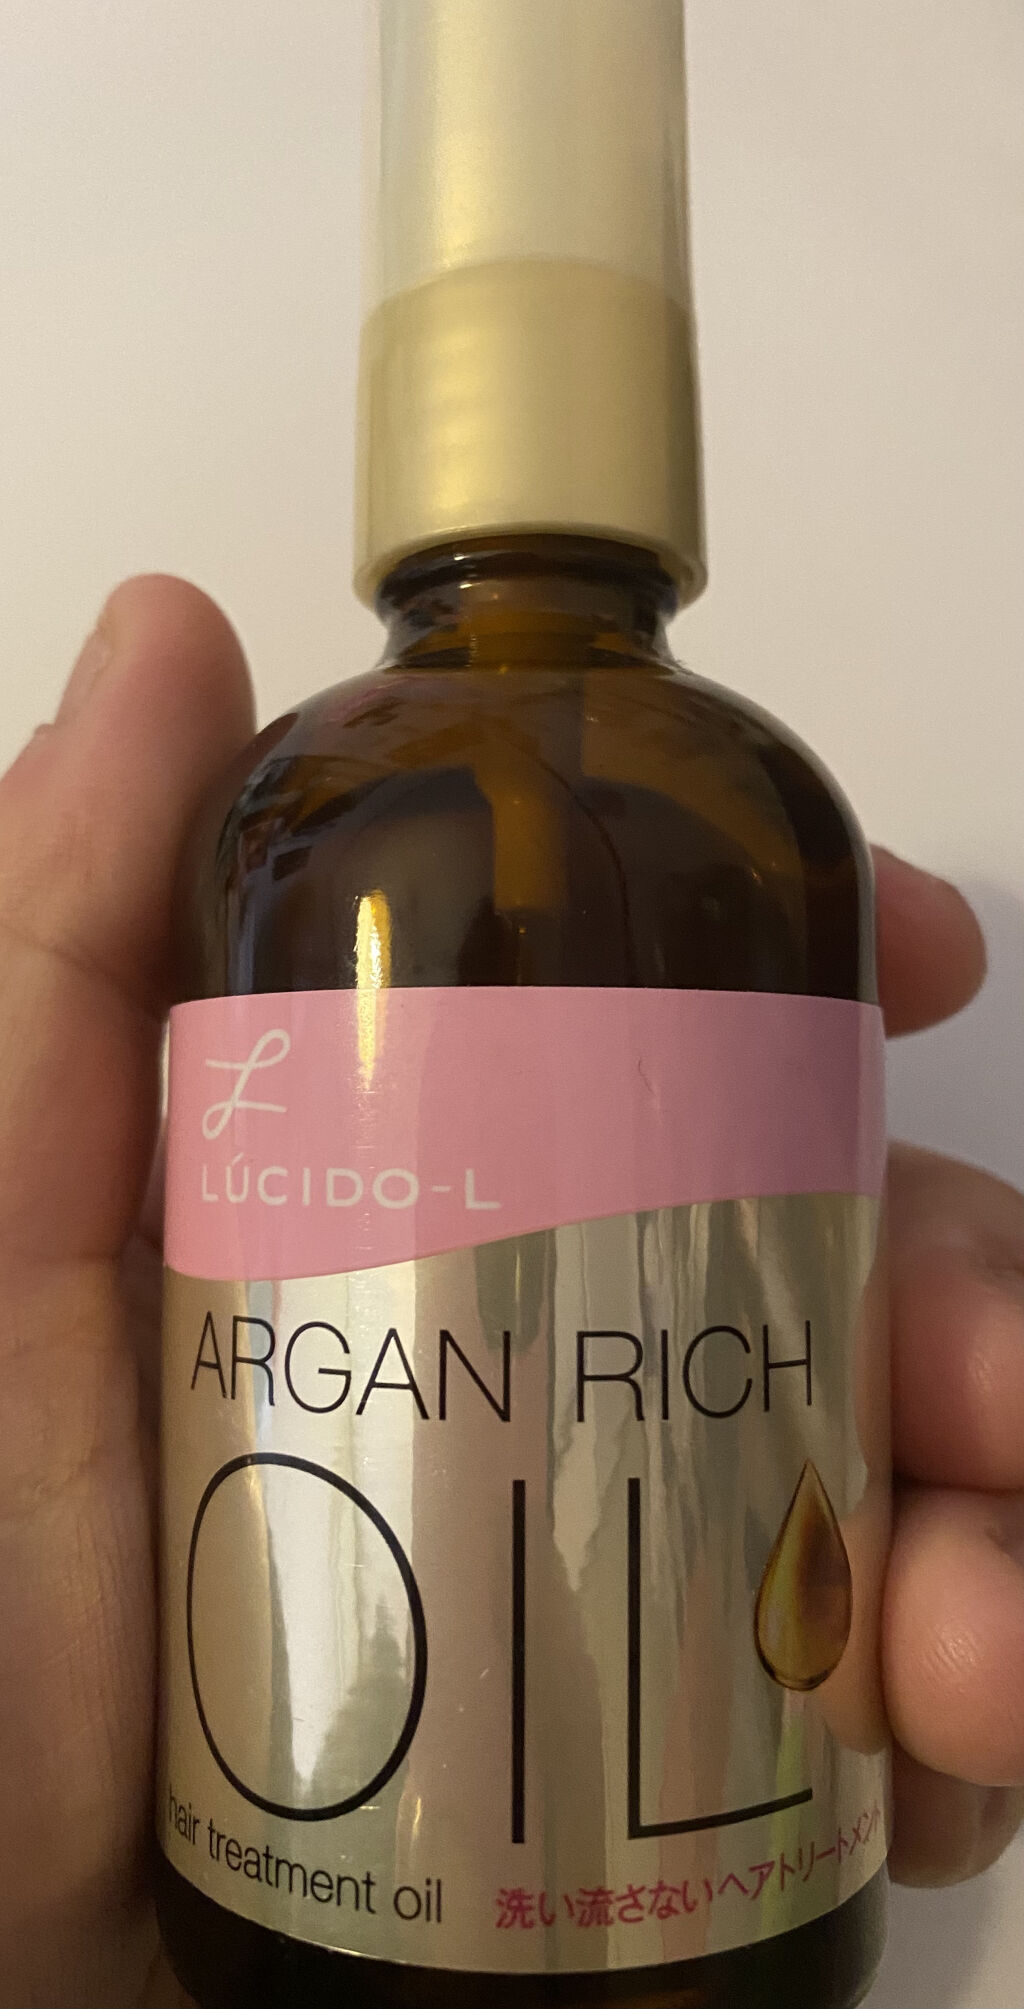 L
LÚCIDO-L
ARGAN RICH
OIL
hair treatment oil
洗い流さないヘアトリートメント